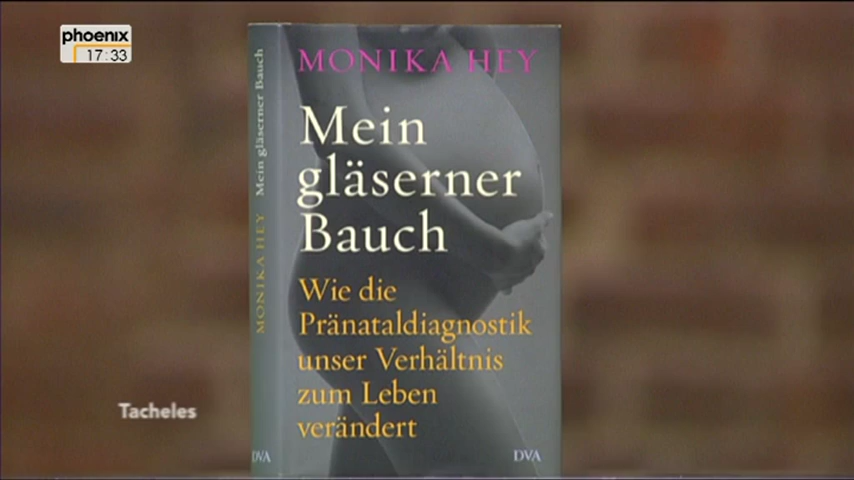 phoenix
17:33
MONIKA HEY
Mein
gläserner
Bauch
Wie die
Pränataldiagnostik
unser Verhältnis
zum Leben
verändert
DVA
MONIKA HEY Mein gläserner Bauch
DVA
Tacheles